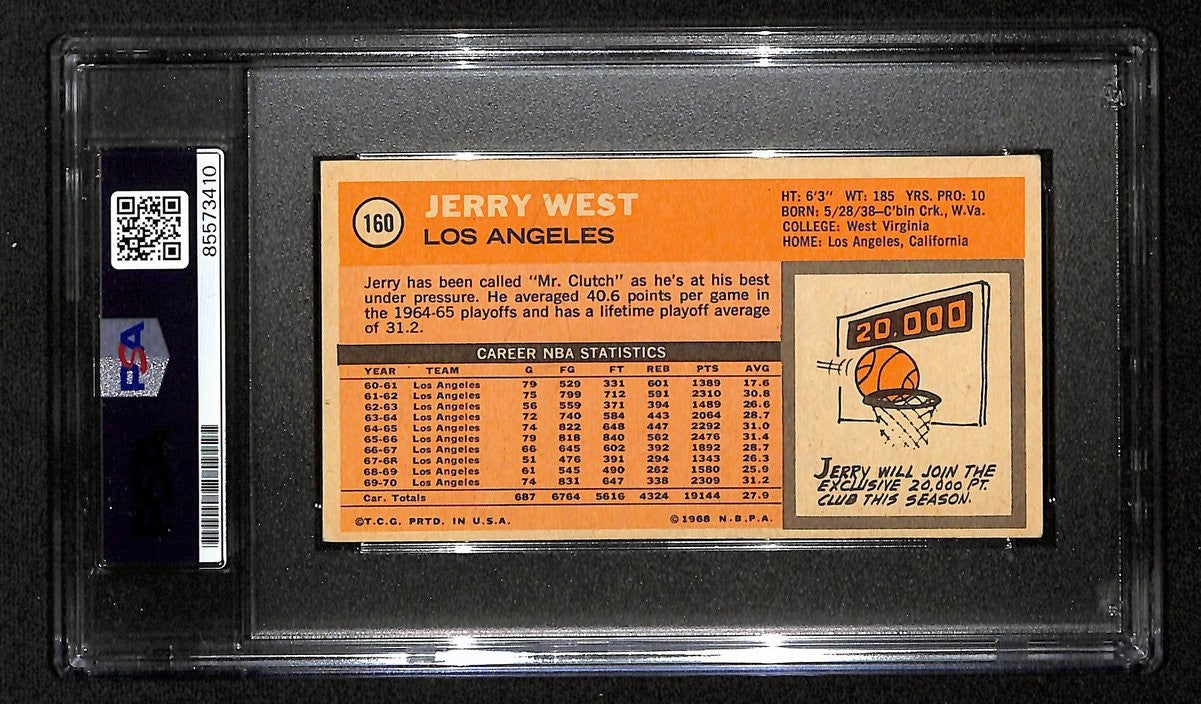 85573410
PSA
160
JERRY WEST
LOS ANGELES
HT: 6'3" WT: 185 YRS. PRO: 10
BORN: 5/28/38—C'bin Crk., W.Va.
COLLEGE: West Virginia
HOME: Los Angeles, California
Jerry has been called "Mr. Clutch" as he's at his best
under pressure. He averaged 40.6 points per game in
the 1964-65 playoffs and has a lifetime playoff average
of 31.2.
CAREER NBA STATISTICS
YEAR TEAM G FG FT REB PTS AVG
60-61 Los Angeles 79 529 331 601 1389 17.6
61-62 Los Angeles 75 799 712 591 2310 30.8
62-63 Los Angeles 56 559 371 394 1489 26.6
63-64 Los Angeles 72 740 584 443 2064 28.7
64-65 Los Angeles 74 822 648 447 2292 31.0
65-66 Los Angeles 79 818 840 562 2476 31.4
66-67 Los Angeles 66 645 602 392 1892 28.7
67-68 Los Angeles 51 476 391 294 1343 26.3
68-69 Los Angeles 61 545 490 262 1580 25.9
69-70 Los Angeles 74 831 647 338 2309 31.2
Car. Totals 687 6764 5616 4324 19144 27.9
©T.C.G. PRTD. IN U.S.A. ©1968 N.B.P.A.
20,000
JERRY WILL JOIN THE
EXCLUSIVE 20,000 PT.
CLUB THIS SEASON.